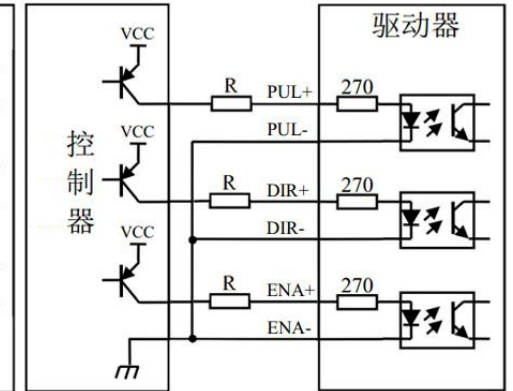 驱动器
VCC
R
PUL+
270
PUL-
控制器
VCC
R
DIR+
270
DIR-
VCC
R
ENA+
270
ENA-